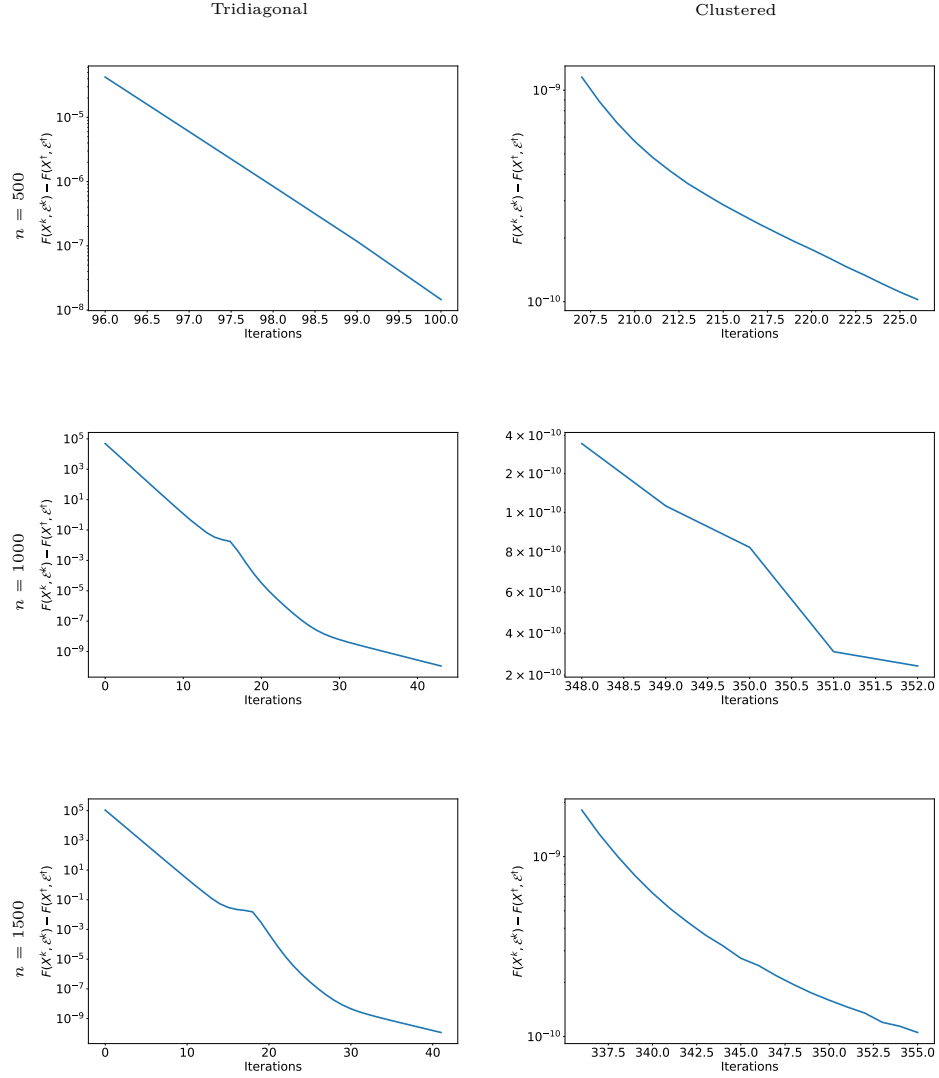 Tridiagonal
Clustered
n = 500
F(X^k, ℰ^k) − F(X^†, ℰ^†)
10^−5
10^−6
10^−7
10^−8
96.0 96.5 97.0 97.5 98.0 98.5 99.0 99.5 100.0
Iterations
F(X^k, ℰ^k) − F(X^†, ℰ^†)
10^−9
10^−10
207.5 210.0 212.5 215.0 217.5 220.0 222.5 225.0
Iterations
n = 1000
F(X^k, ℰ^k) − F(X^†, ℰ^†)
10^5
10^3
10^1
10^−1
10^−3
10^−5
10^−7
10^−9
0 10 20 30 40
Iterations
4 × 10^−10
2 × 10^−10
1 × 10^−10
8 × 10^−10
6 × 10^−10
4 × 10^−10
2 × 10^−10
348.0 348.5 349.0 349.5 350.0 350.5 351.0 351.5 352.0
Iterations
n = 1500
F(X^k, ℰ^k) − F(X^†, ℰ^†)
10^5
10^3
10^1
10^−1
10^−3
10^−5
10^−7
10^−9
0 10 20 30 40
Iterations
F(X^k, ℰ^k) − F(X^†, ℰ^†)
10^−9
10^−10
337.5 340.0 342.5 345.0 347.5 350.0 352.5 355.0
Iterations